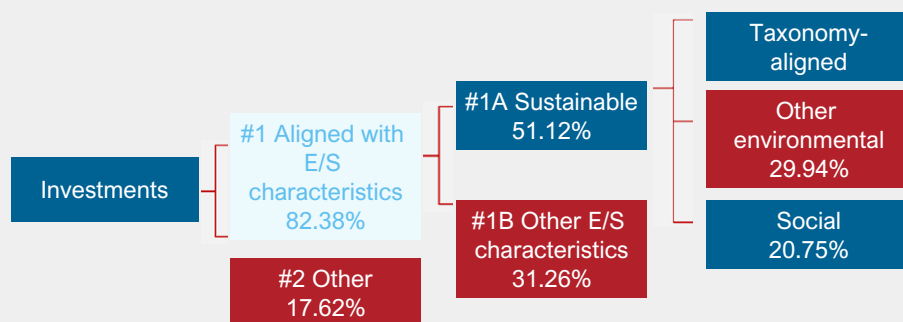 Investments
#1 Aligned with
E/S
characteristics
82.38%
#2 Other
17.62%
#1A Sustainable
51.12%
#1B Other E/S
characteristics
31.26%
Taxonomy-
aligned
Other
environmental
29.94%
Social
20.75%